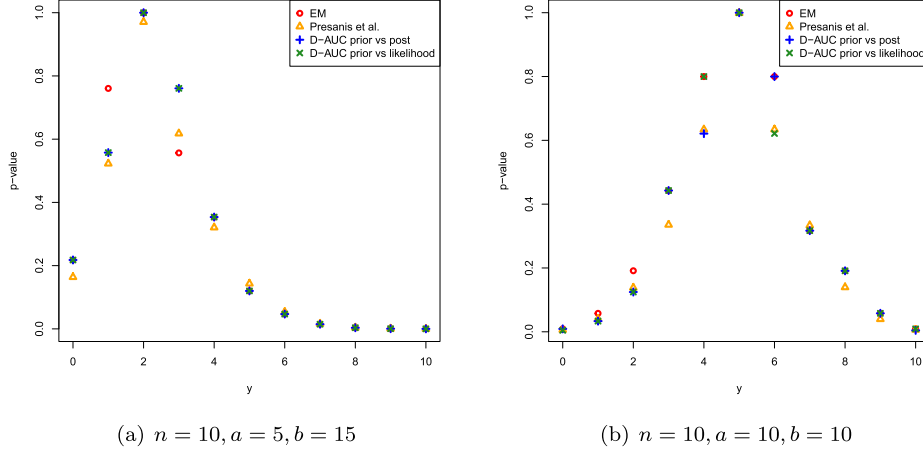 1.0
0.8
0.6
0.4
0.2
0.0
p−value
0 2 4 6 8 10
y
EM
Presanis et al.
D−AUC prior vs post
D−AUC prior vs likelihood
(a) n = 10, a = 5, b = 15
1.0
0.8
0.6
0.4
0.2
0.0
p−value
0 2 4 6 8 10
y
EM
Presanis et al.
D−AUC prior vs post
D−AUC prior vs likelihood
(b) n = 10, a = 10, b = 10